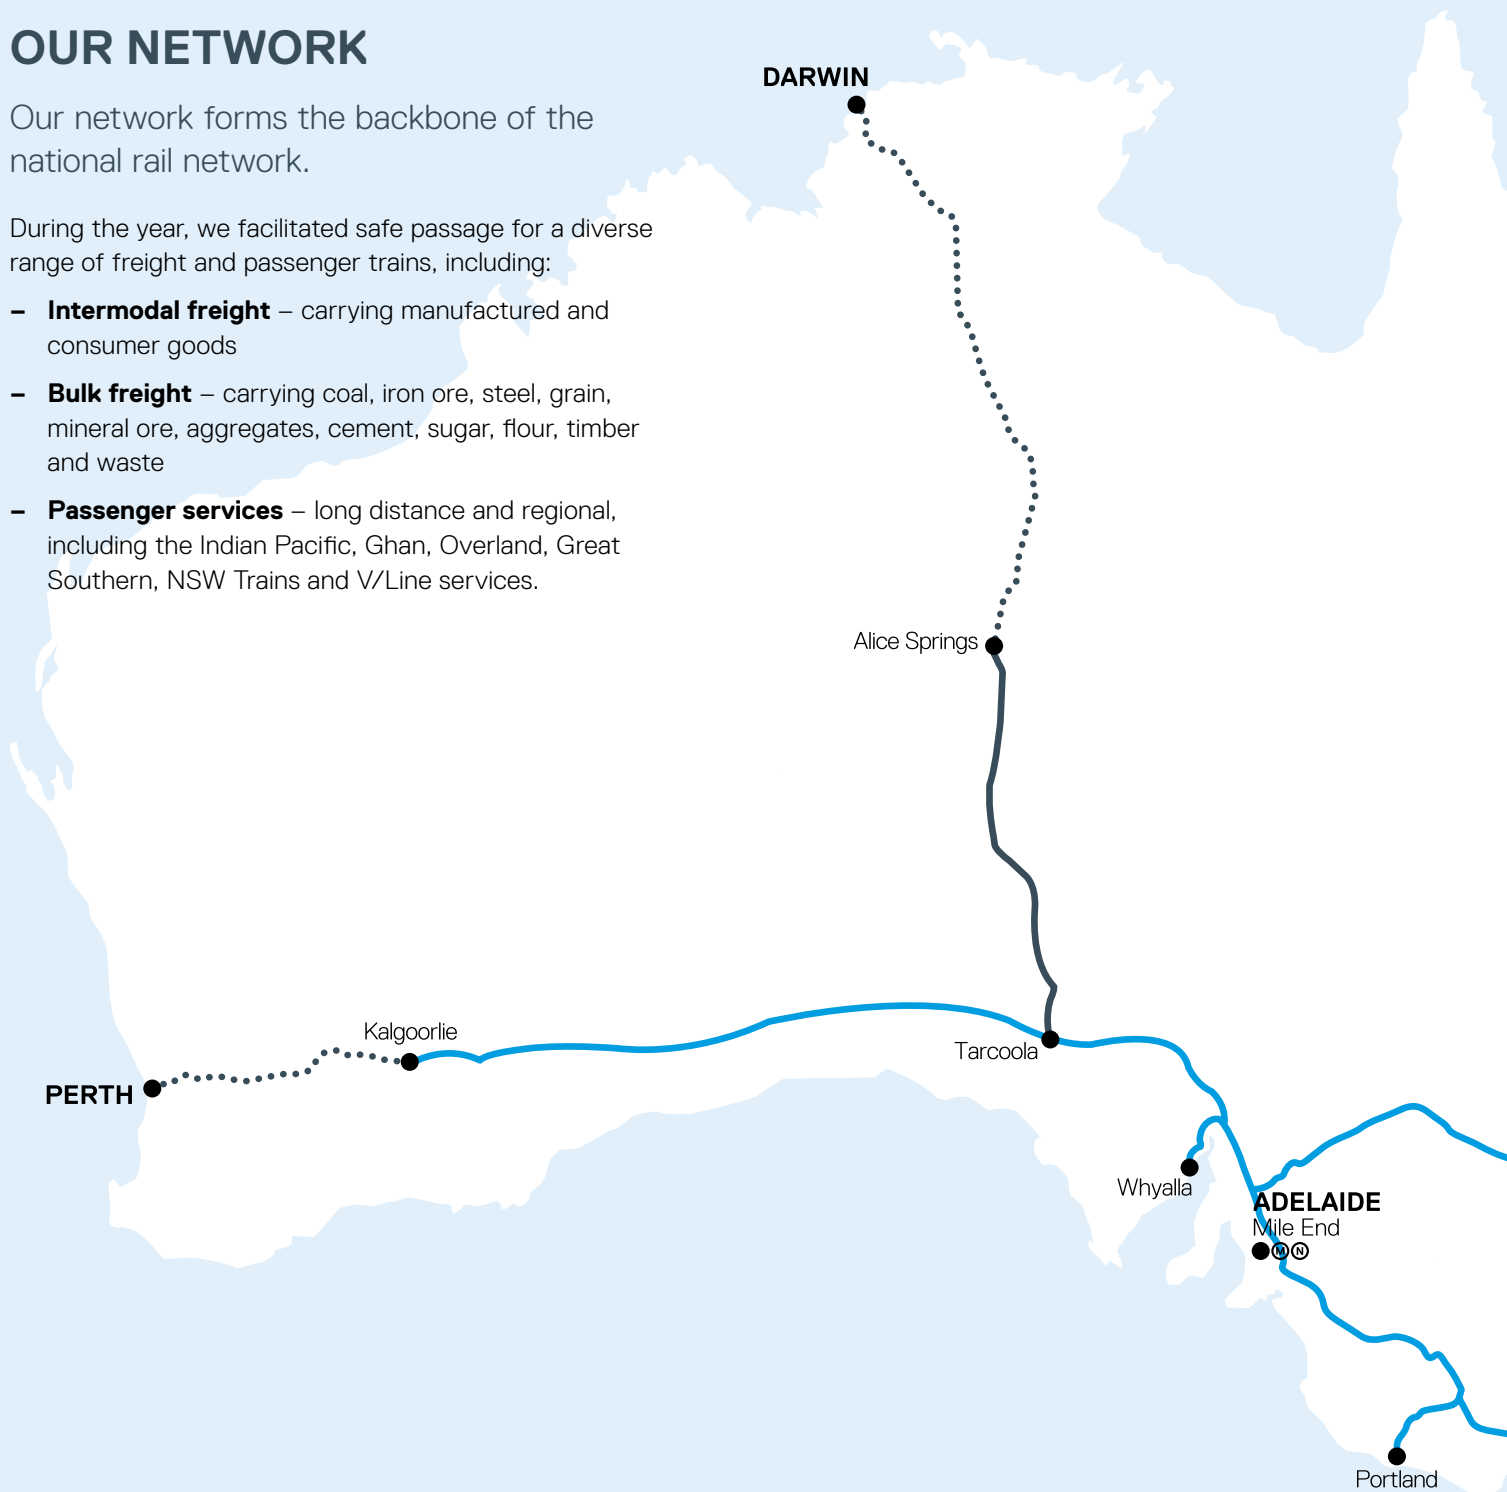 OUR NETWORK
Our network forms the backbone of the
national rail network.
During the year, we facilitated safe passage for a diverse
range of freight and passenger trains, including:
– Intermodal freight – carrying manufactured and
consumer goods
– Bulk freight – carrying coal, iron ore, steel, grain,
mineral ore, aggregates, cement, sugar, flour, timber
and waste
– Passenger services – long distance and regional,
including the Indian Pacific, Ghan, Overland, Great
Southern, NSW Trains and V/Line services.
DARWIN
Alice Springs
Kalgoorlie
Tarcoola
PERTH
Whyalla
ADELAIDE
Mile End
M N
Portland